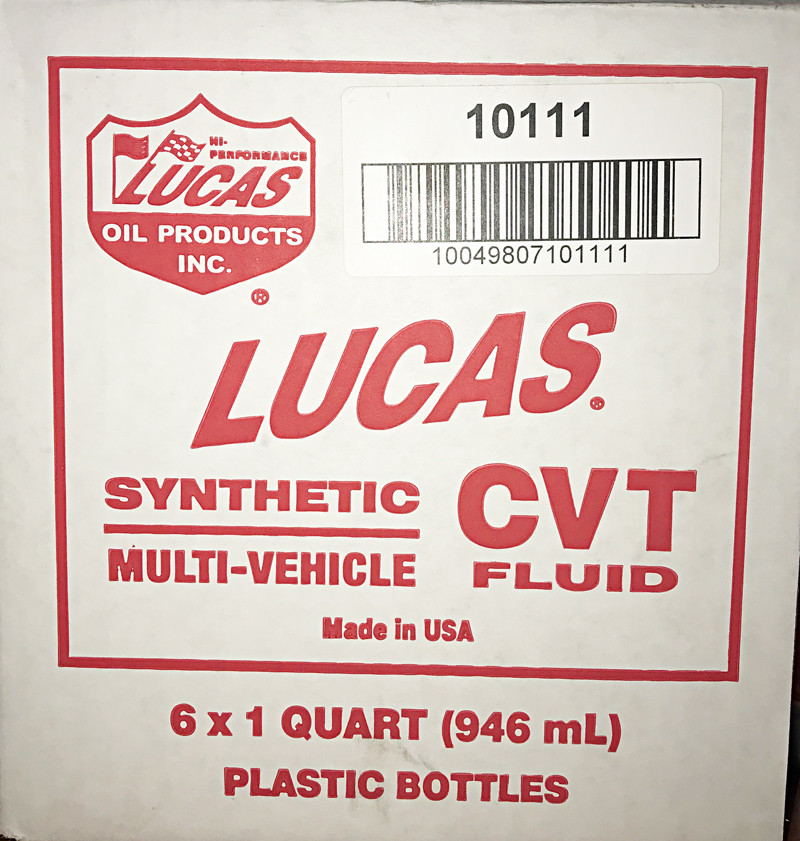 HI-
PERFORMANCE
LUCAS
OIL PRODUCTS
INC.
®
10111
10049807101111
LUCAS®
SYNTHETIC
MULTI-VEHICLE
CVT
FLUID
Made in USA
6 x 1 QUART (946 mL)
PLASTIC BOTTLES